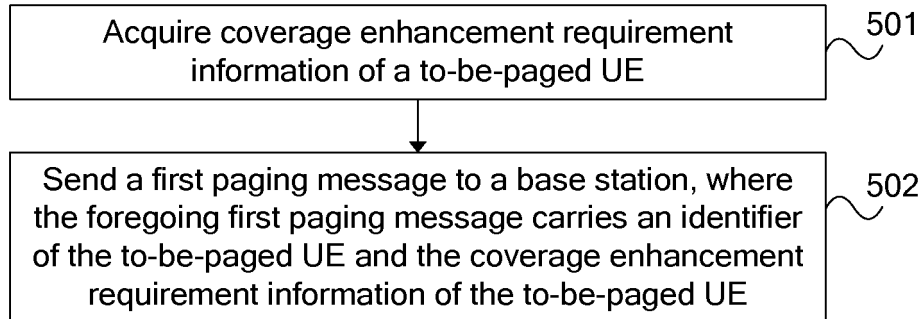 Acquire coverage enhancement requirement
information of a to-be-paged UE
501
Send a first paging message to a base station, where
the foregoing first paging message carries an identifier
of the to-be-paged UE and the coverage enhancement
requirement information of the to-be-paged UE
502